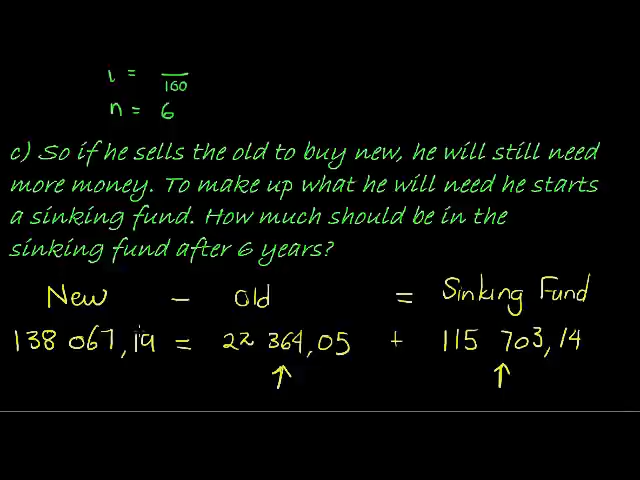 i = — 
100
n = 6
c) So if he sells the old to buy new, he will still need
more money. To make up what he will need he starts
a sinking fund. How much should be in the
sinking fund after 6 years?
New - Old = Sinking Fund
138 067,19 = 22 364,05 + 115 703,14